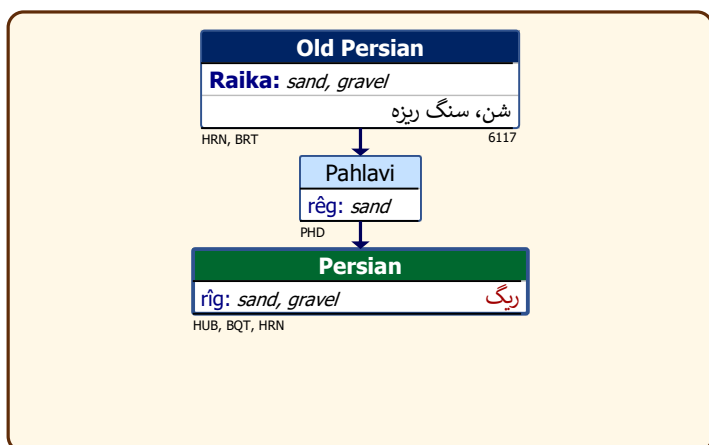 Old Persian
Raika: sand, gravel
شن، سنگ ریزه
HRN, BRT 6117
Pahlavi
rêg: sand
PHD
Persian
rîg: sand, gravel ریگ
HUB, BQT, HRN